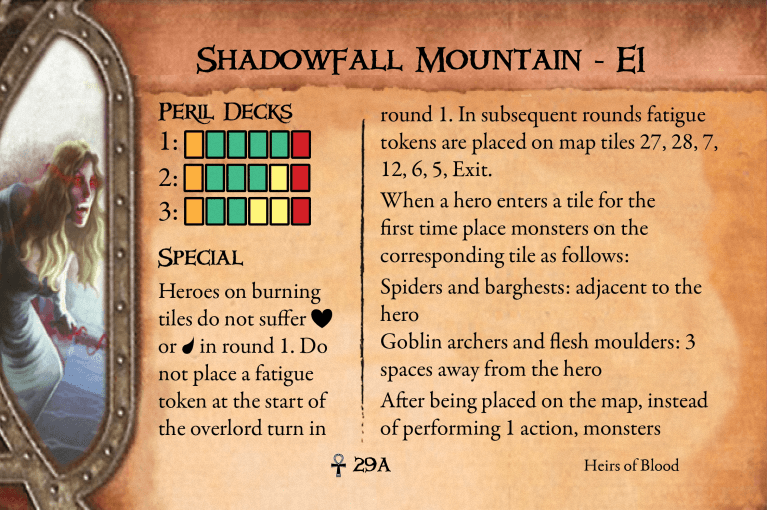 Shadowfall Mountain - E1
Peril Decks
1:
2:
3:
Special
Heroes on burning
tiles do not suffer
or in round 1. Do
not place a fatigue
token at the start of
the overlord turn in
round 1. In subsequent rounds fatigue
tokens are placed on map tiles 27, 28, 7,
12, 6, 5, Exit.
When a hero enters a tile for the
first time place monsters on the
corresponding tile as follows:
Spiders and barghests: adjacent to the
hero
Goblin archers and flesh moulders: 3
spaces away from the hero
After being placed on the map, instead
of performing 1 action, monsters
29A
Heirs of Blood